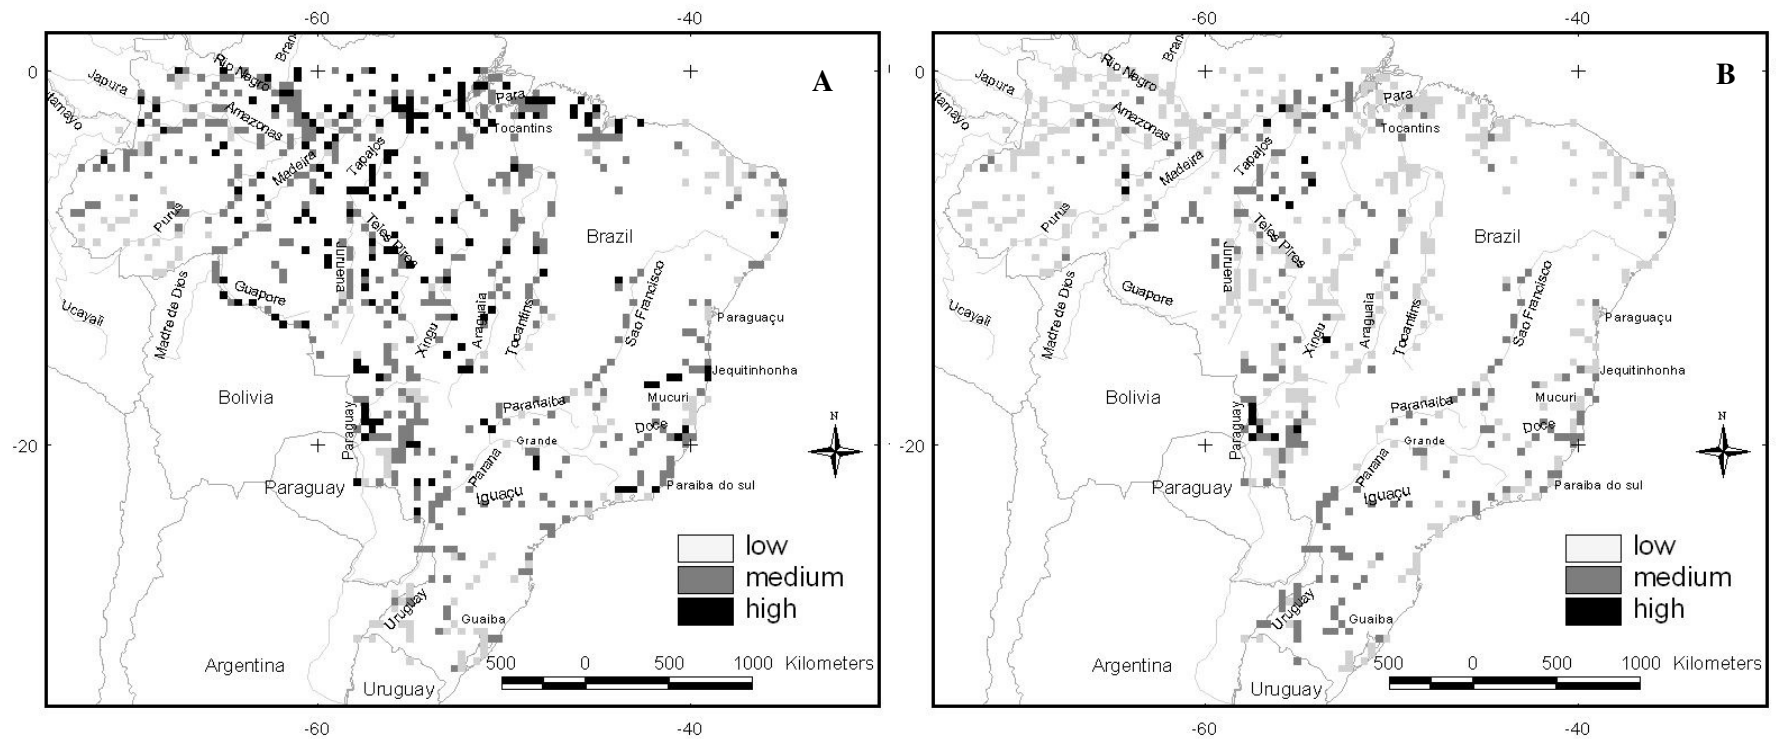 -60
-40
0
Japura
Rio Negro
Bran
A
Amazonas
Para
Tocantins
Madeira
Tapajos
Purus
Teles Pires
Juruena
Brazil
Guapore
Madre de Dios
Ucayali
Xingu
Araguaia
Tocantins
Sao Francisco
Paraguaçu
Jequitinhonha
Bolivia
Paranaiba
Mucuri
Doce
N
Paraguay
Grande
-20
Parana
Iguaçu
Paraiba do sul
Paraguay
low
medium
high
Uruguay
Guaiba
Argentina
500 0 500 1000 Kilometers
Uruguay
-60
-40
-60
-40
0
Japura
Rio Negro
Bran
B
Amazonas
Para
Tocantins
Madeira
Tapajos
Purus
Teles Pires
Juruena
Brazil
Guapore
Madre de Dios
Ucayali
Xingu
Araguaia
Tocantins
Sao Francisco
Paraguaçu
Jequitinhonha
Bolivia
Paranaiba
Mucuri
Doce
N
Paraguay
Grande
-20
Parana
Iguaçu
Paraiba do sul
Paraguay
low
medium
high
Uruguay
Guaiba
Argentina
500 0 500 1000 Kilometers
Uruguay
-60
-40